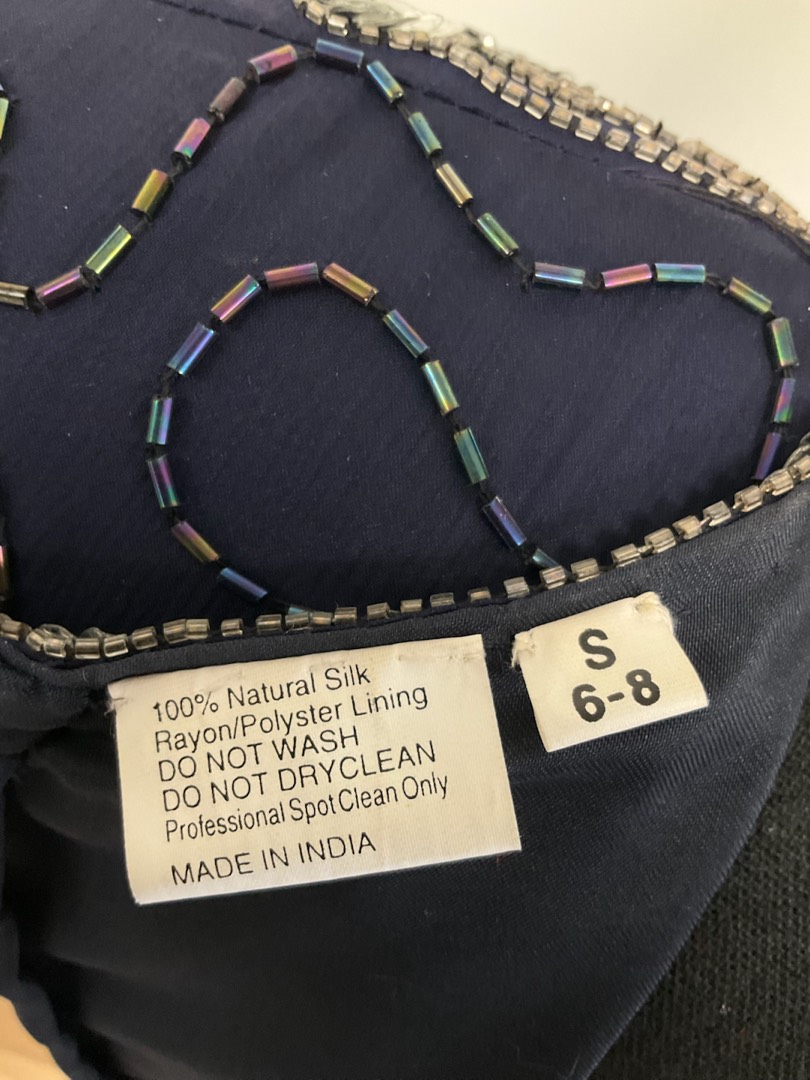 100% Natural Silk
Rayon/Polyster Lining
DO NOT WASH
DO NOT DRYCLEAN
Professional Spot Clean Only
MADE IN INDIA
S
6-8